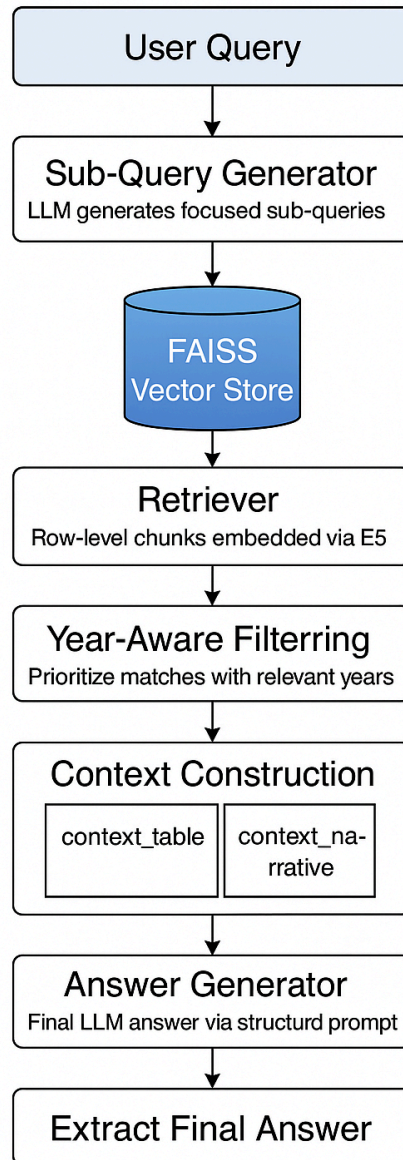 User Query
Sub-Query Generator
LLM generates focused sub-queries
FAISS
Vector Store
Retriever
Row-level chunks embedded via E5
Year-Aware Filterring
Prioritize matches with relevant years
Context Construction
context_table
context_na-
rrative
Answer Generator
Final LLM answer via structurd prompt
Extract Final Answer